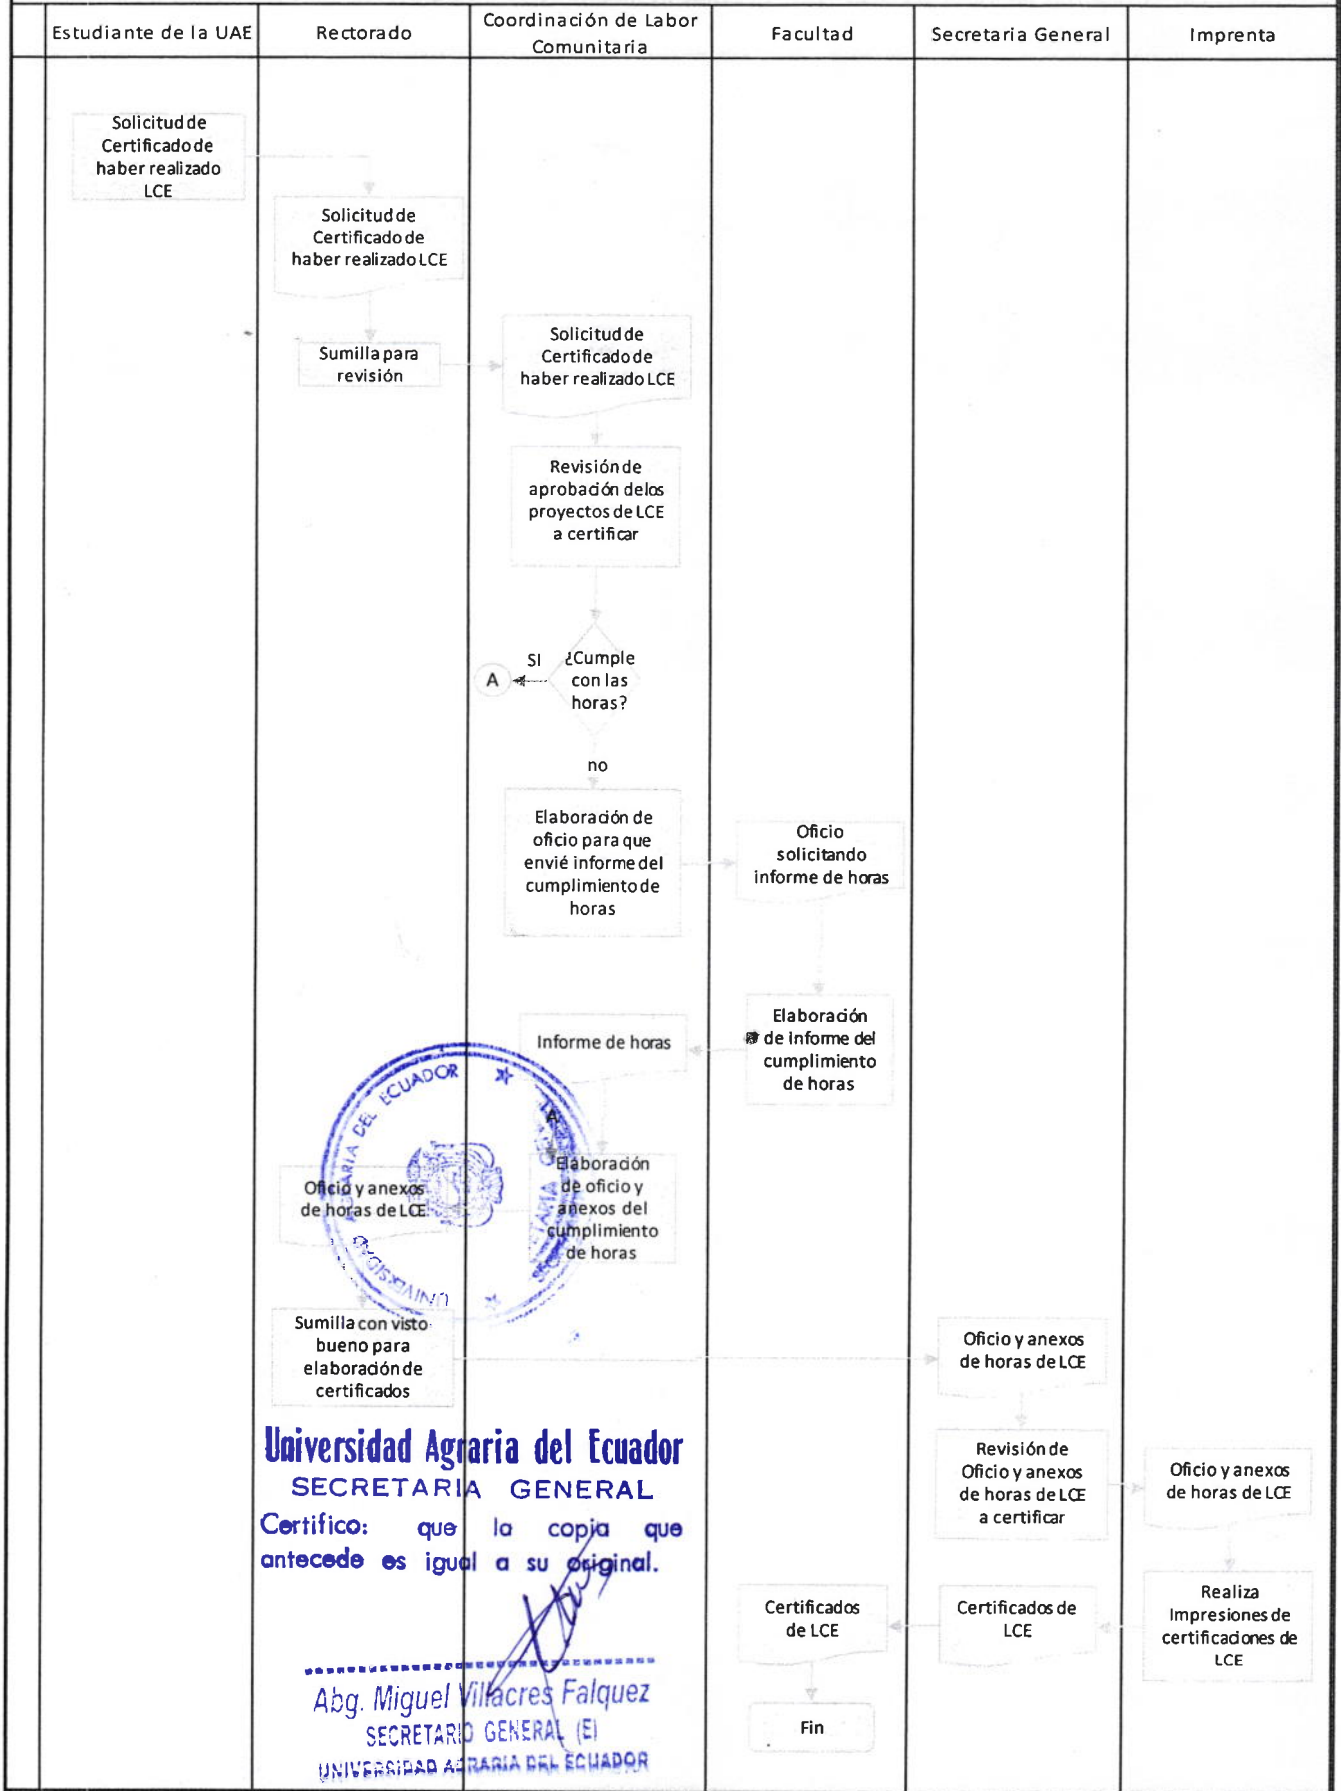 Estudiante de la UAE
Rectorado
Coordinación de Labor
Comunitaria
Facultad
Secretaria General
Imprenta
Solicitud de
Certificado de
haber realizado
LCE
Solicitud de
Certificado de
haber realizado LCE
Sumilla para
revisión
Solicitud de
Certificado de
haber realizado LCE
Revisión de
aprobación delos
proyectos de LCE
a certificar
¿Cumple
con las
horas?
SI
A
no
Elaboración de
oficio para que
envié informe del
cumplimiento de
horas
Oficio
solicitando
informe de horas
Elaboración
de informe del
cumplimiento
de horas
Informe de horas
A
Elaboración
de oficio y
anexos del
cumplimiento
de horas
Oficio y anexos
de horas de LCE
UNIVERSIDAD AGRARIA DEL ECUADOR
SECRETARIA
Sumilla con visto
bueno para
elaboración de
certificados
Oficio y anexos
de horas de LCE
Revisión de
Oficio y anexos
de horas de LCE
a certificar
Oficio y anexos
de horas de LCE
Realiza
Impresiones de
certificaciones de
LCE
Certificados de
LCE
Certificados
de LCE
Fin
Universidad Agraria del Ecuador
SECRETARIA GENERAL
Certifico: que la copia que
antecede es igual a su original.
Abg. Miguel Villacres Falquez
SECRETARIO GENERAL (E)
UNIVERSIDAD AGRARIA DEL ECUADOR